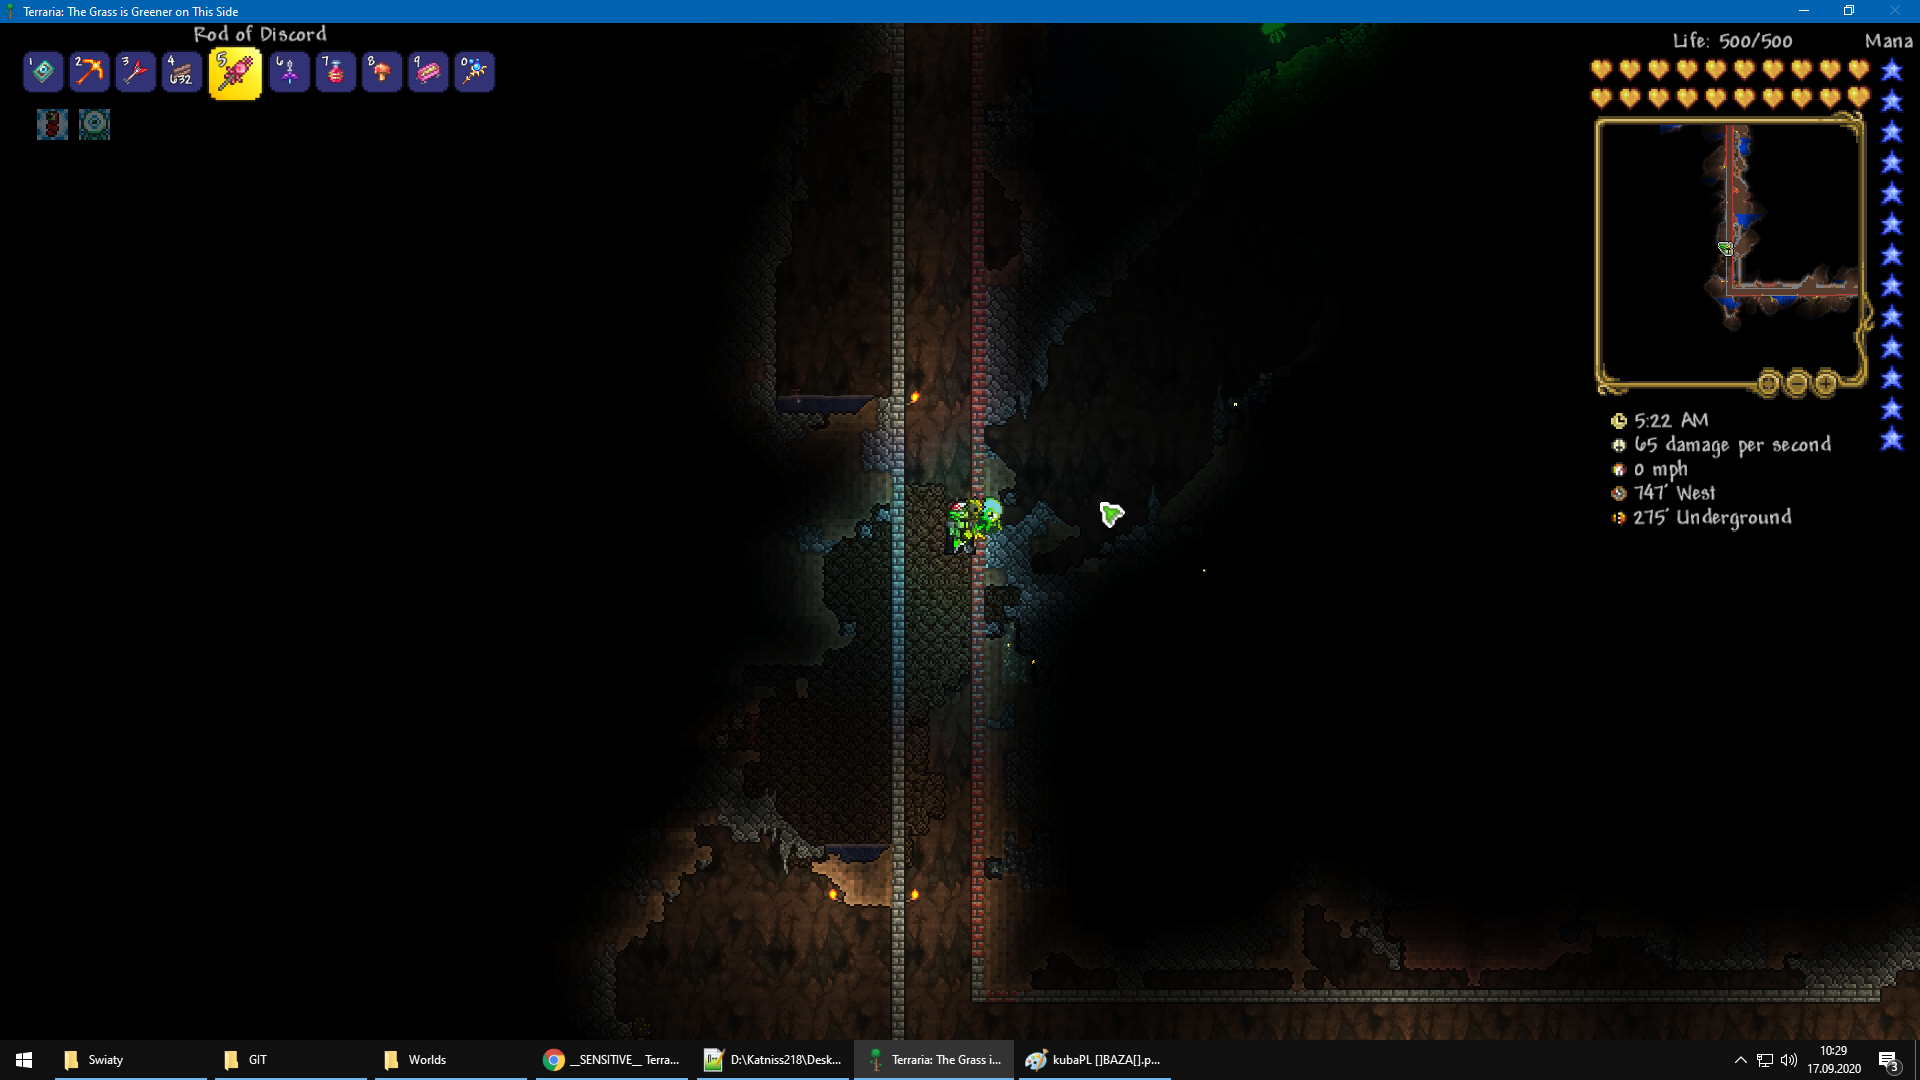 Terraria: The Grass is Greener on This Side
Rod of Discord
1 2 3 4 5 6 7 8 9 0
632
Life: 500/500
Mana
5:22 AM
65 damage per second
0 mph
747' West
275' Underground
Swiaty
GIT
Worlds
__SENSITIVE__ Terra...
D:\Katniss218\Desk...
Terraria: The Grass i...
kubaPL []BAZA[].p...
10:29
17.09.2020
3